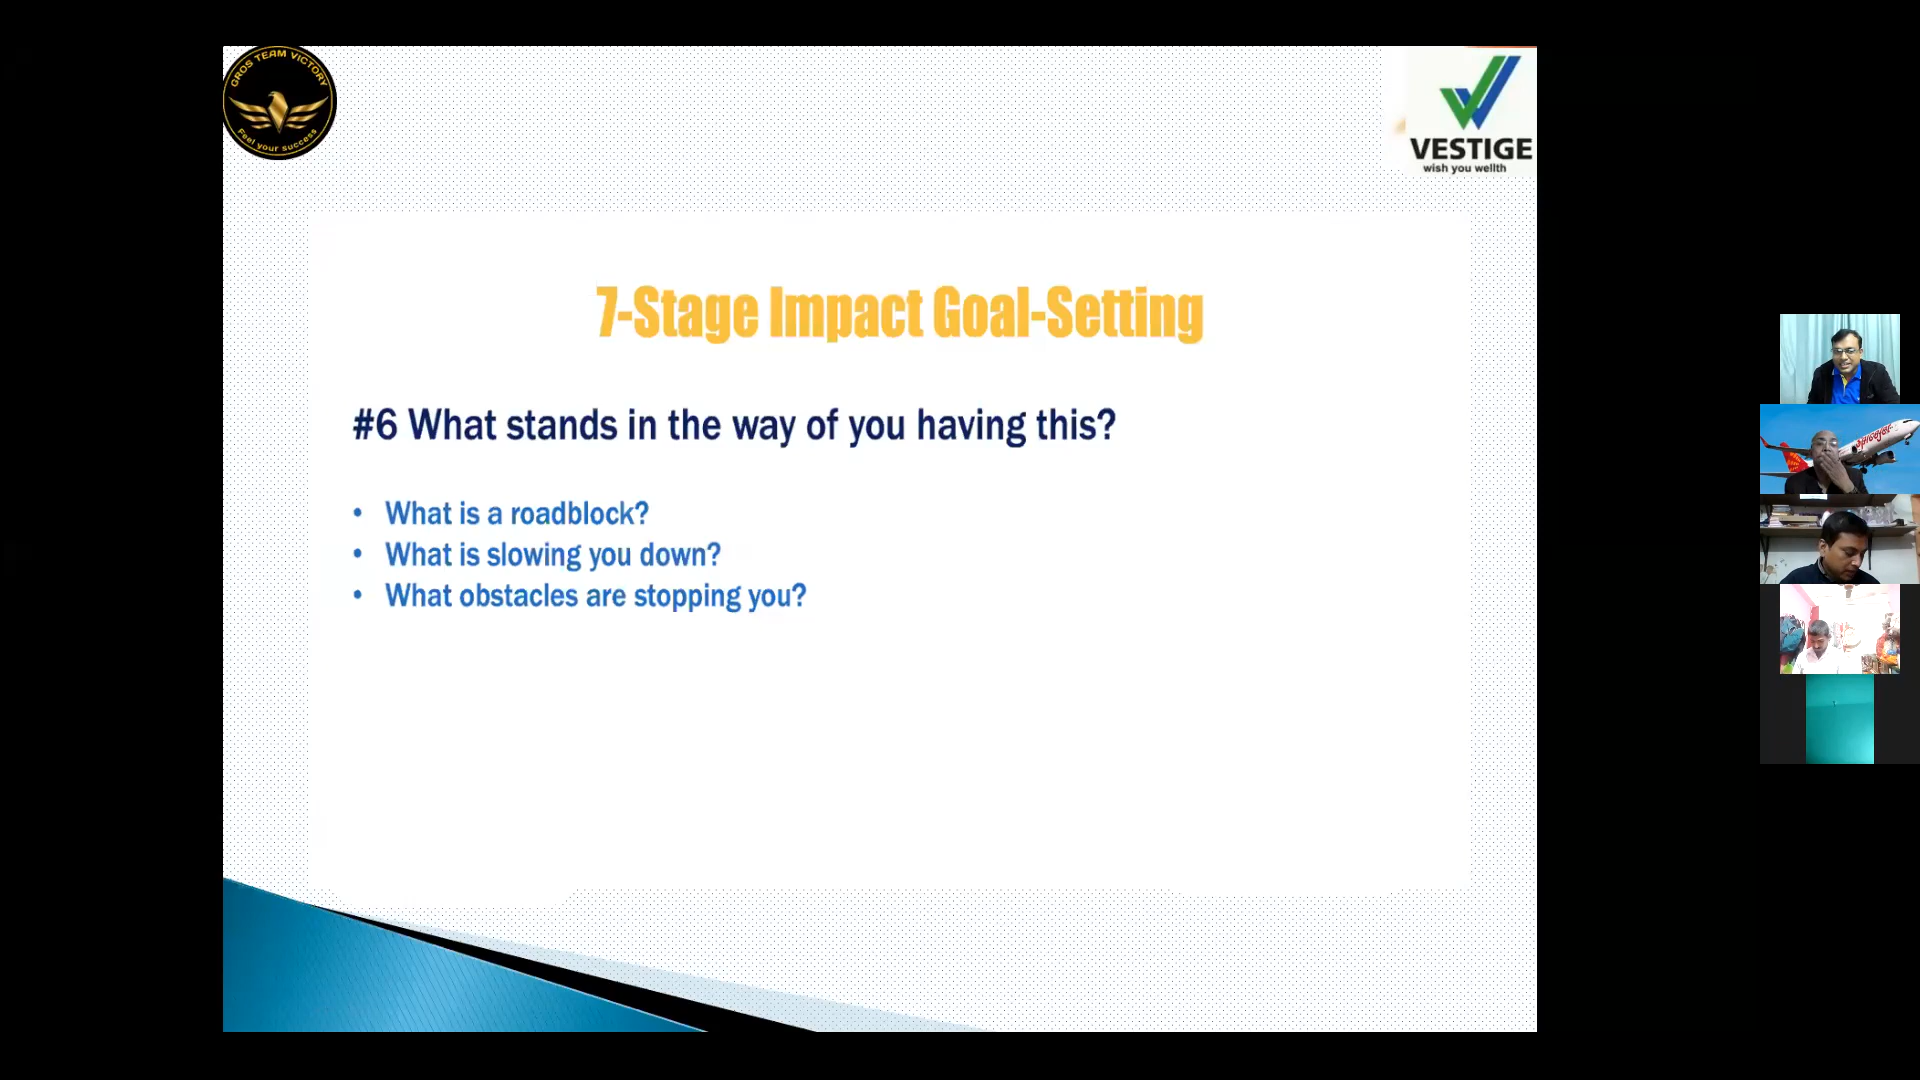 GROS TEAM VICTORY
Feel your success
VESTIGE
wish you wellth
7-Stage Impact Goal-Setting
#6 What stands in the way of you having this?
• What is a roadblock?
• What is slowing you down?
• What obstacles are stopping you?
SpiceJet